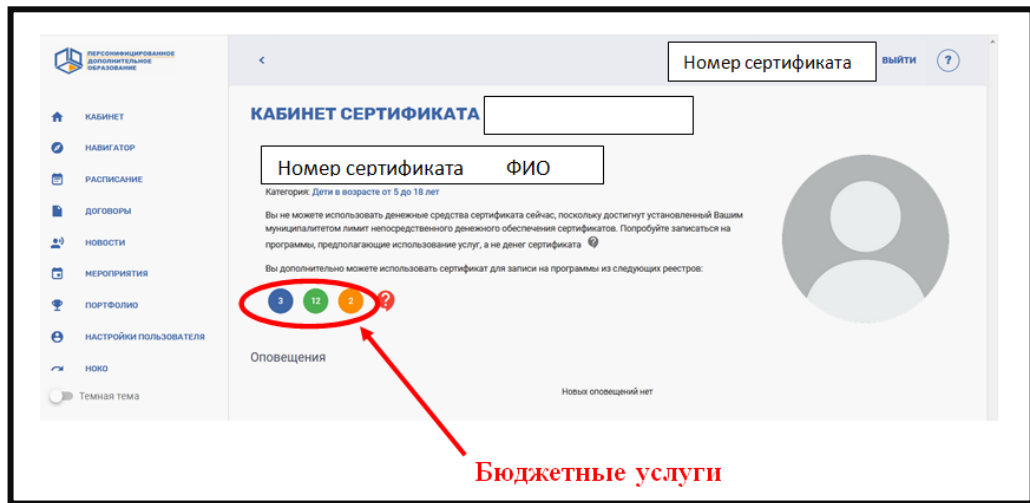 ПЕРСОНИФИЦИРОВАННОЕ
ДОПОЛНИТЕЛЬНОЕ
ОБРАЗОВАНИЕ
<
Номер сертификата
ВЫЙТИ
?
КАБИНЕТ
НАВИГАТОР
РАСПИСАНИЕ
ДОГОВОРЫ
НОВОСТИ
МЕРОПРИЯТИЯ
ПОРТФОЛИО
НАСТРОЙКИ ПОЛЬЗОВАТЕЛЯ
НОКО
Темная тема
КАБИНЕТ СЕРТИФИКАТА
Номер сертификата ФИО
Категория: Дети в возрасте от 5 до 18 лет
Вы не можете использовать денежные средства сертификата сейчас, поскольку достигнут установленный Вашим
муниципалитетом лимит непосредственного денежного обеспечения сертификатов. Попробуйте записаться на
программы, предполагающие использование услуг, а не денег сертификата ?
Вы дополнительно можете использовать сертификат для записи на программы из следующих реестров:
3 12 2 ?
Оповещения
Новых оповещений нет
Бюджетные услуги